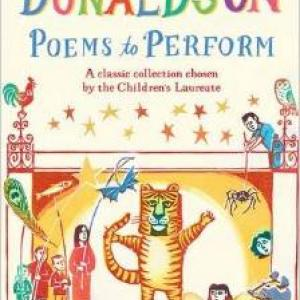 DONALDSON
POEMS to PERFORM
A classic collection chosen
by the Children's Laureate